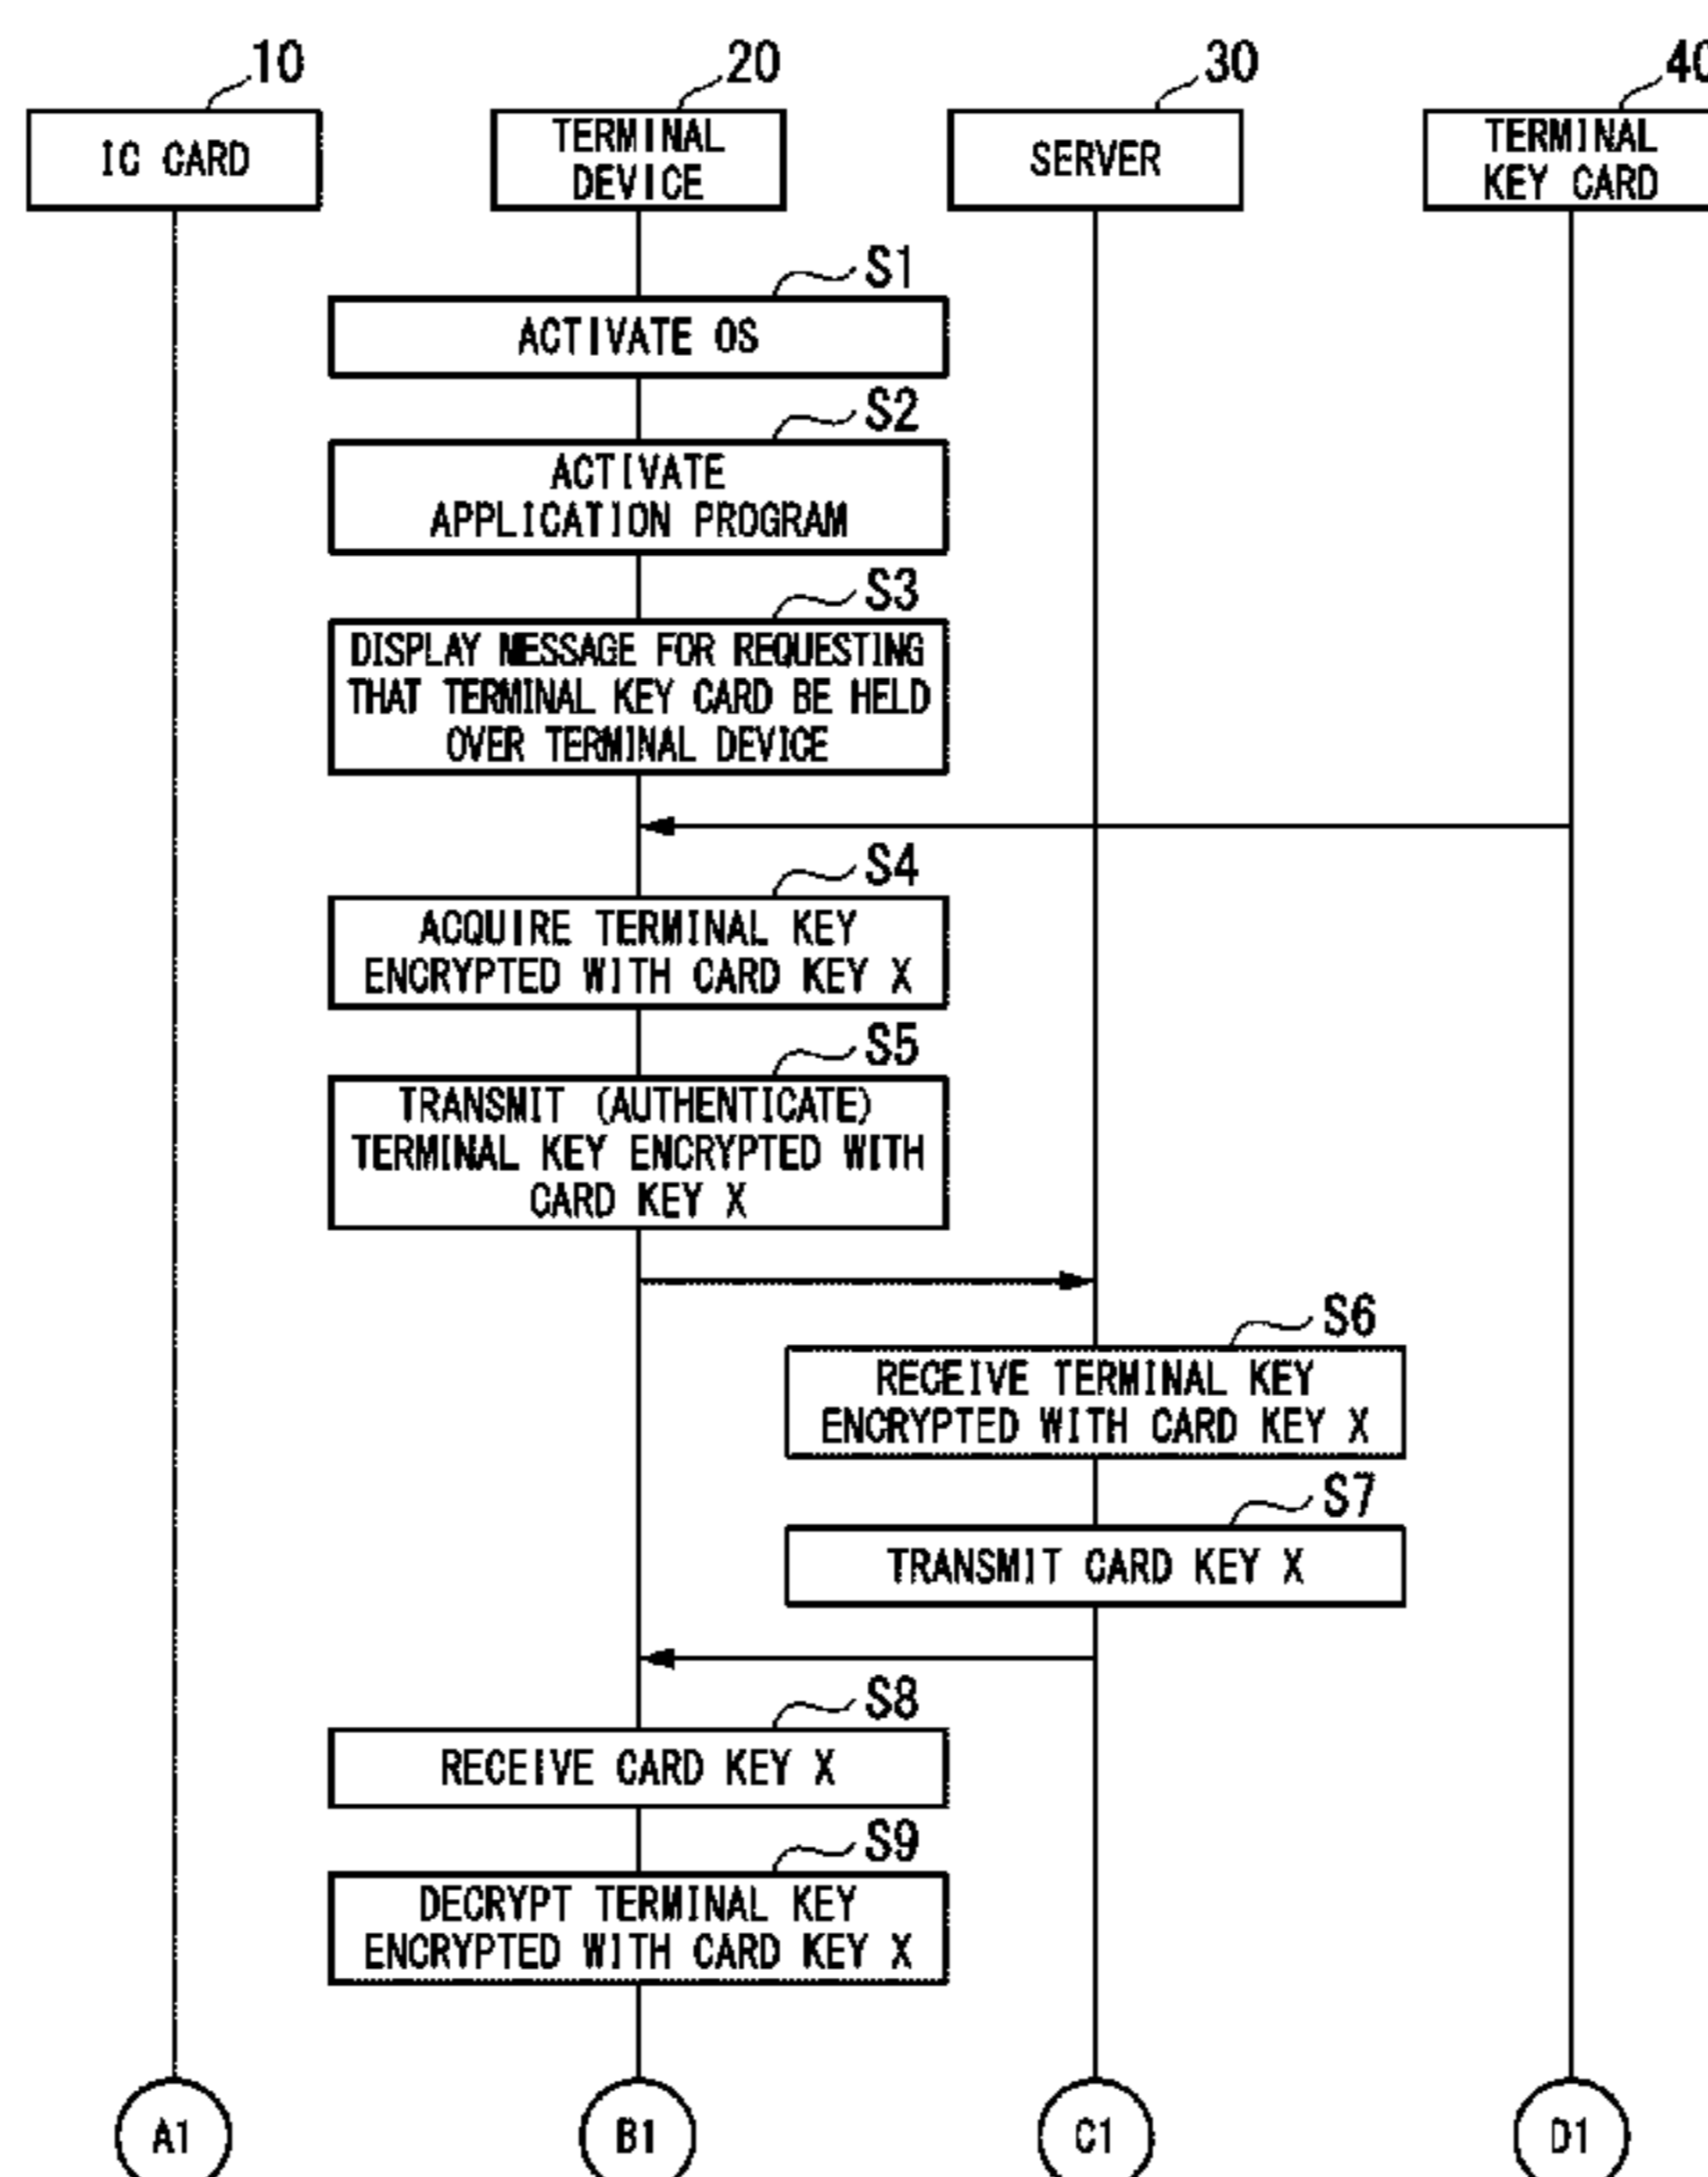 10
20
30
40
IC CARD
TERMINAL
DEVICE
SERVER
TERMINAL
KEY CARD
S1
ACTIVATE OS
S2
ACTIVATE
APPLICATION PROGRAM
S3
DISPLAY MESSAGE FOR REQUESTING
THAT TERMINAL KEY CARD BE HELD
OVER TERMINAL DEVICE
S4
ACQUIRE TERMINAL KEY
ENCRYPTED WITH CARD KEY X
S5
TRANSMIT (AUTHENTICATE)
TERMINAL KEY ENCRYPTED WITH
CARD KEY X
S6
RECEIVE TERMINAL KEY
ENCRYPTED WITH CARD KEY X
S7
TRANSMIT CARD KEY X
S8
RECEIVE CARD KEY X
S9
DECRYPT TERMINAL KEY
ENCRYPTED WITH CARD KEY X
A1
B1
C1
D1